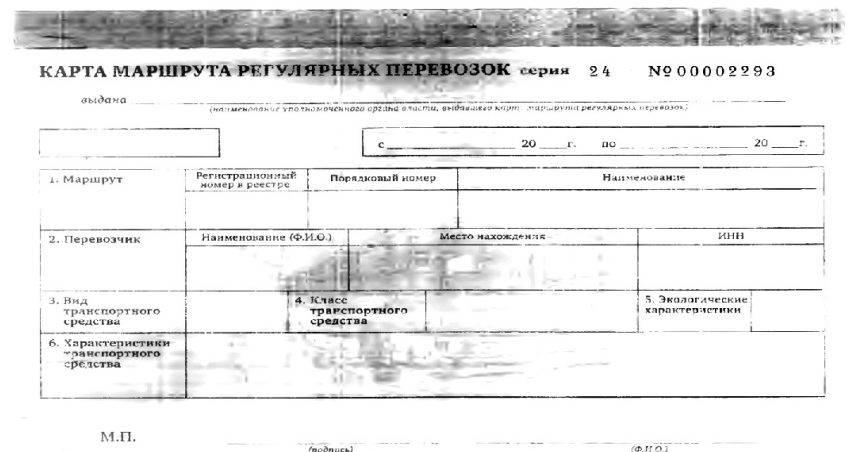 КАРТА МАРШРУТА РЕГУЛЯРНЫХ ПЕРЕВОЗОК серия 24 №00002293
выдана
(наименование уполномоченного органа власти, выдавшего карту маршрута регулярных перевозок)
с 20 г. по 20 г.
1. Маршрут
Регистрационный номер в реестре
Порядковый номер
Наименование
2. Перевозчик
Наименование (Ф.И.О.)
Место нахождения
ИНН
3. Вид
транспортного
средства
4. Класс
транспортного
средства
5. Экологические
характеристики
6. Характеристики
транспортного
средства
М.П.
(подпись) (Ф.И.О.)